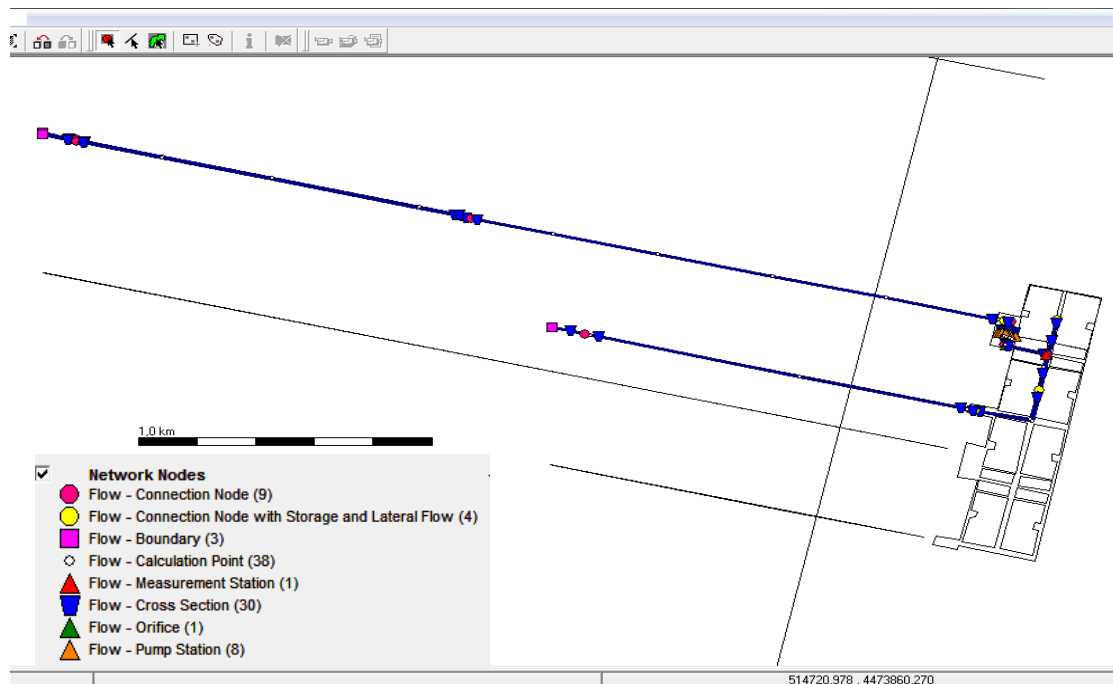 1,0 km
Network Nodes
Flow - Connection Node (9)
Flow - Connection Node with Storage and Lateral Flow (4)
Flow - Boundary (3)
Flow - Calculation Point (38)
Flow - Measurement Station (1)
Flow - Cross Section (30)
Flow - Orifice (1)
Flow - Pump Station (8)
514720.978 , 4473860.270